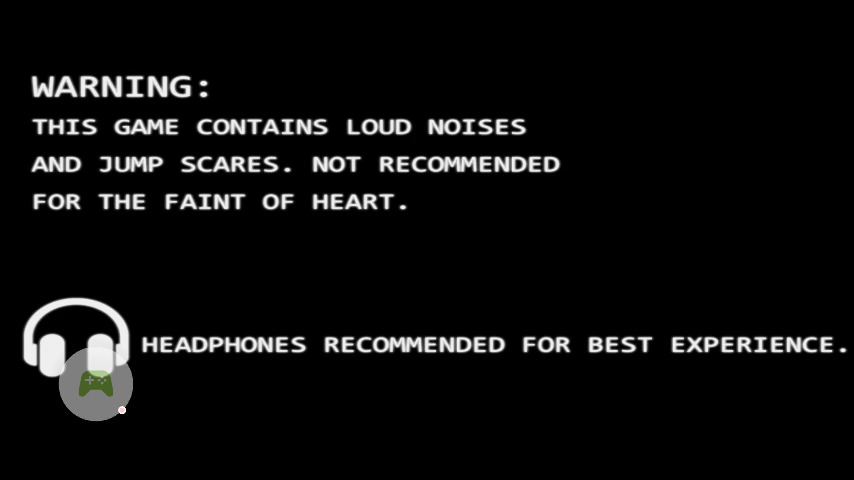 WARNING:
THIS GAME CONTAINS LOUD NOISES
AND JUMP SCARES. NOT RECOMMENDED
FOR THE FAINT OF HEART.
HEADPHONES RECOMMENDED FOR BEST EXPERIENCE.